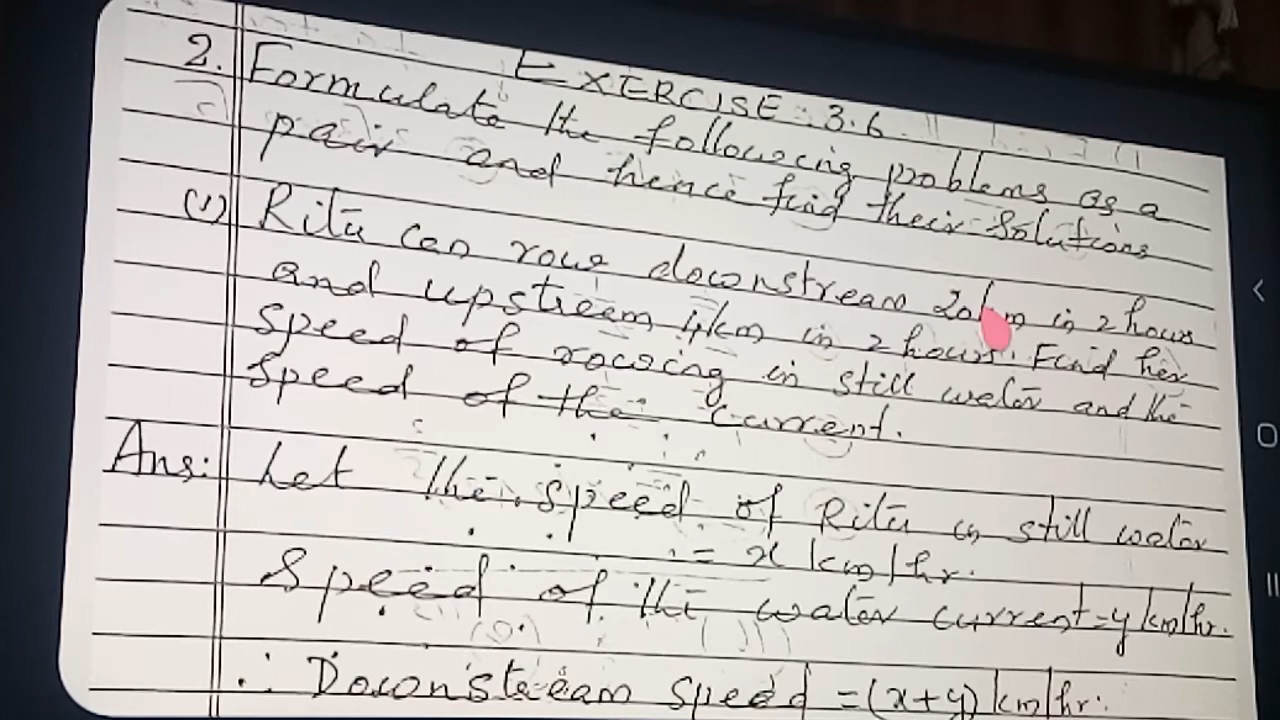 EXERCISE: 3.6
2. Formulate the following problems as a
pair and hence find their solutions
(i) Ritu can row downstream 20km in 2 hours
and upstream 4km in 2 hours. Find her
speed of rowing in still water and the
speed of the current.
Ans: Let the speed of Ritu in still water
= x km/hr.
Speed of the water current = y km/hr.
∴ Downstream speed = (x+y) km/hr.